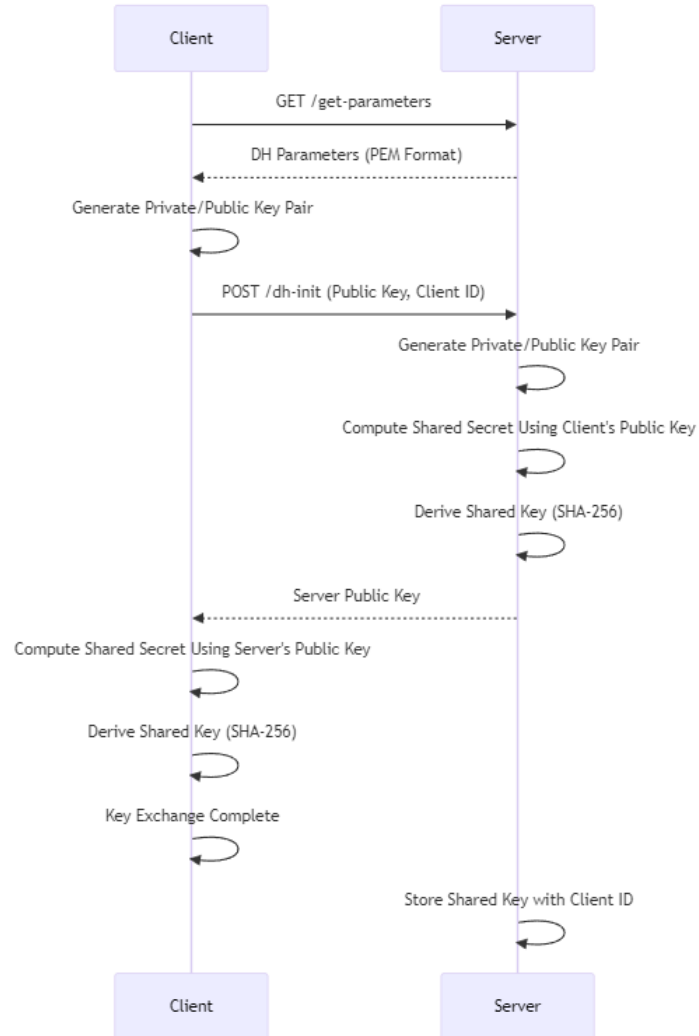 Client
Server
GET /get-parameters
DH Parameters (PEM Format)
Generate Private/Public Key Pair
POST /dh-init (Public Key, Client ID)
Generate Private/Public Key Pair
Compute Shared Secret Using Client's Public Key
Derive Shared Key (SHA-256)
Server Public Key
Compute Shared Secret Using Server's Public Key
Derive Shared Key (SHA-256)
Key Exchange Complete
Store Shared Key with Client ID
Client
Server